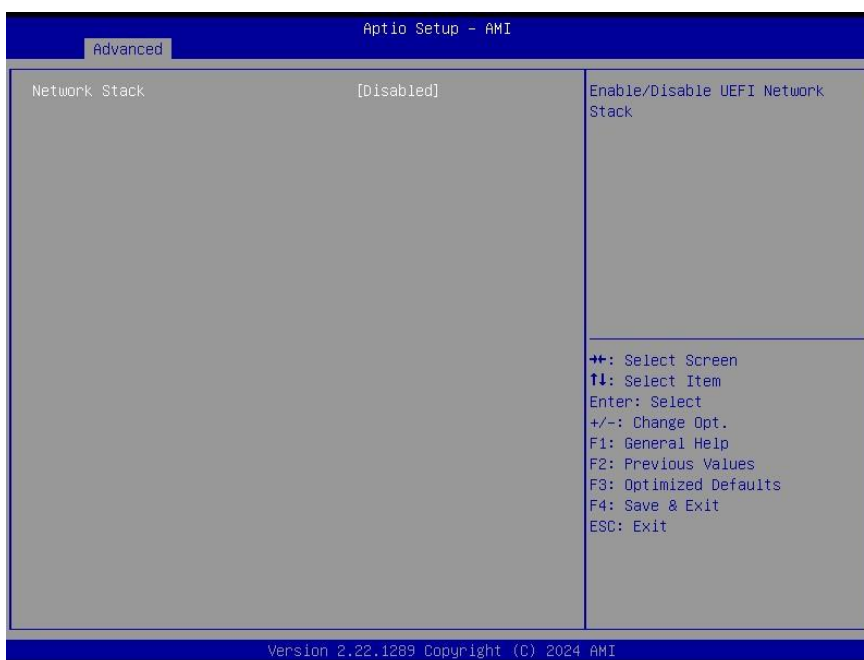 Aptio Setup – AMI
Advanced
Network Stack [Disabled]
Enable/Disable UEFI Network
Stack
→←: Select Screen
↑↓: Select Item
Enter: Select
+/-: Change Opt.
F1: General Help
F2: Previous Values
F3: Optimized Defaults
F4: Save & Exit
ESC: Exit
Version 2.22.1289 Copyright (C) 2024 AMI